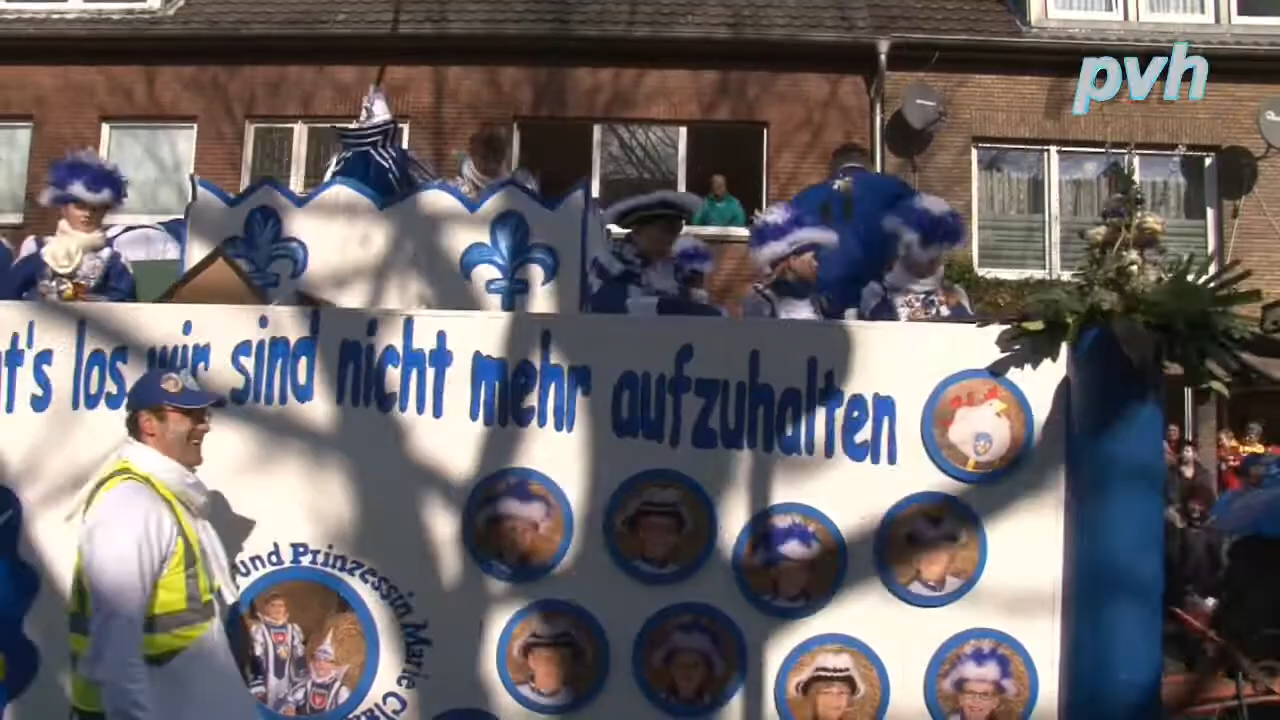 pvh
t's los wir sind nicht mehr aufzuhalten
und Prinzessin Marie